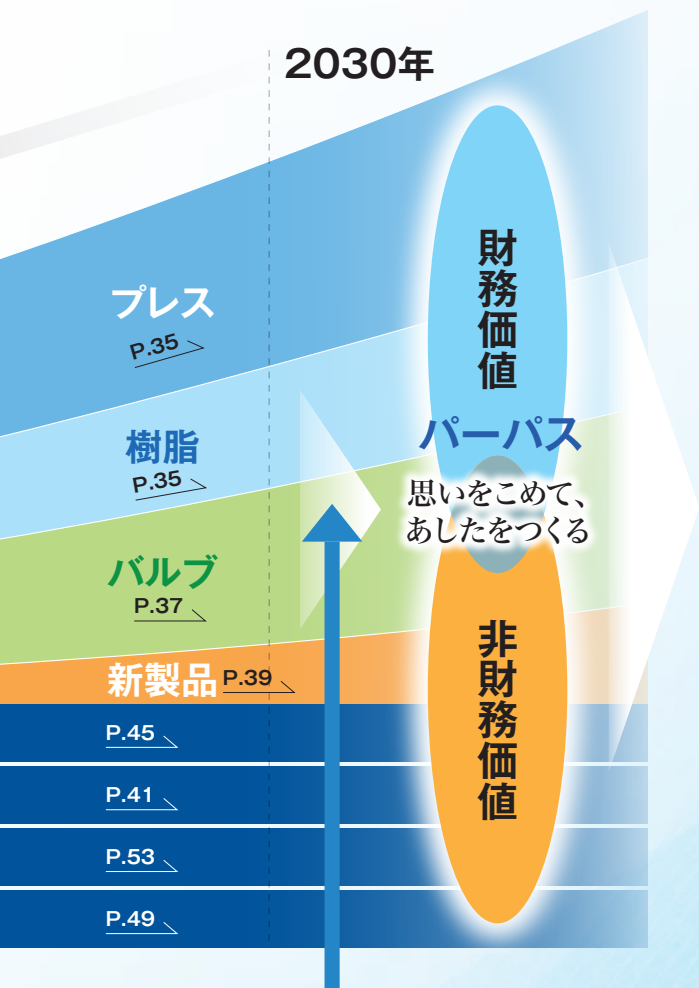 2030年
プレス
P.35
樹脂
P.35
バルブ
P.37
新製品 P.39
P.45
P.41
P.53
P.49
財務価値
パーパス
思いをこめて、
あしたをつくる
非財務価値